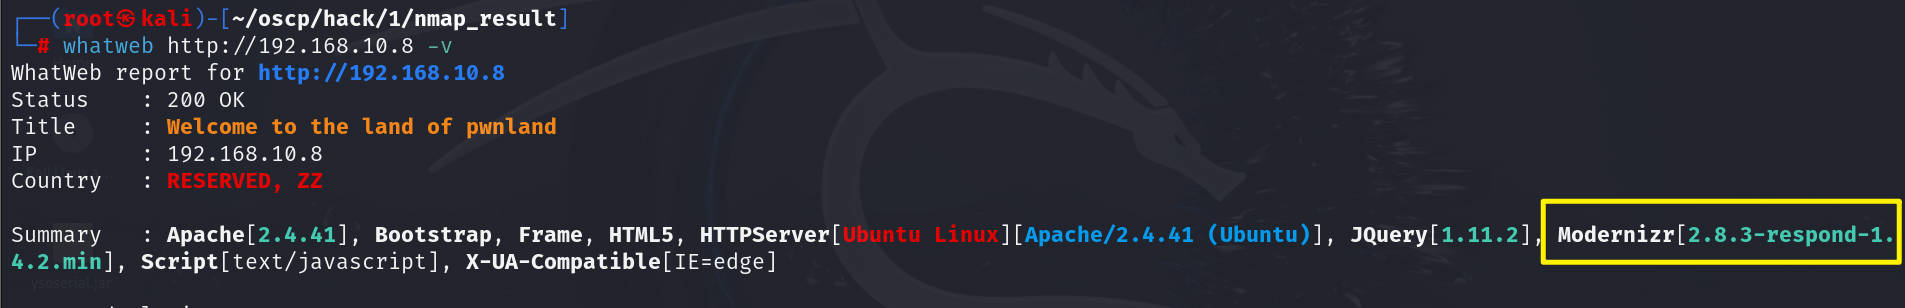 ┌──(root㉿kali)-[~/oscp/hack/1/nmap_result]
└─# whatweb http://192.168.10.8 -v
WhatWeb report for http://192.168.10.8
Status    : 200 OK
Title     : Welcome to the land of pwnland
IP        : 192.168.10.8
Country   : RESERVED, ZZ
Summary   : Apache[2.4.41], Bootstrap, Frame, HTML5, HTTPServer[Ubuntu Linux][Apache/2.4.41 (Ubuntu)], JQuery[1.11.2], Modernizr[2.8.3-respond-1.
4.2.min], Script[text/javascript], X-UA-Compatible[IE=edge]
ysoserial.jar